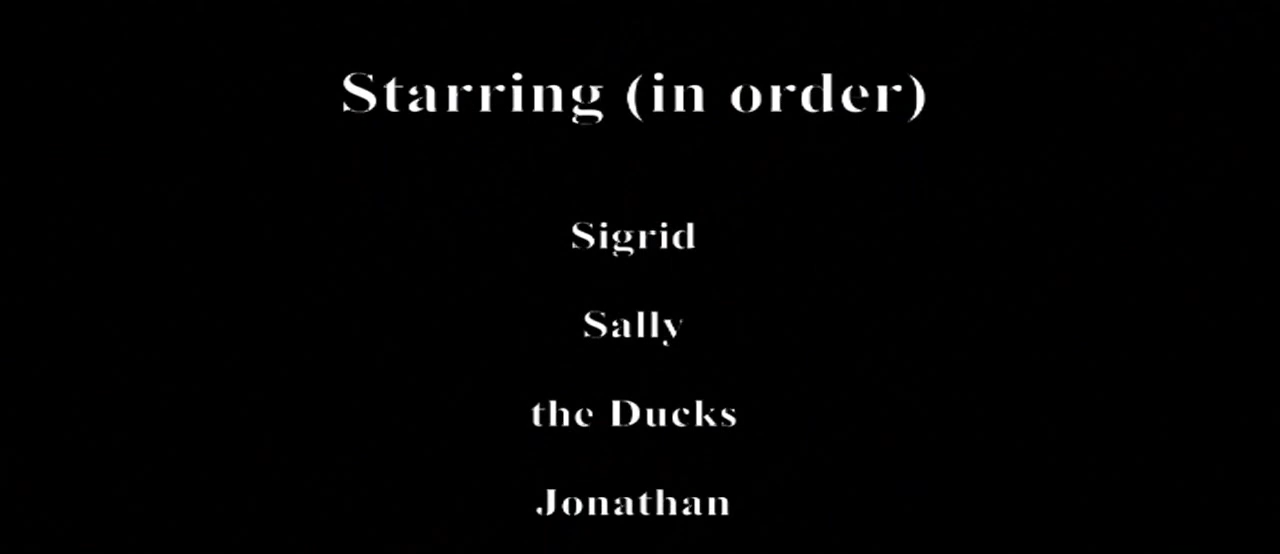 Starring (in order)
Sigrid
Sally
the Ducks
Jonathan